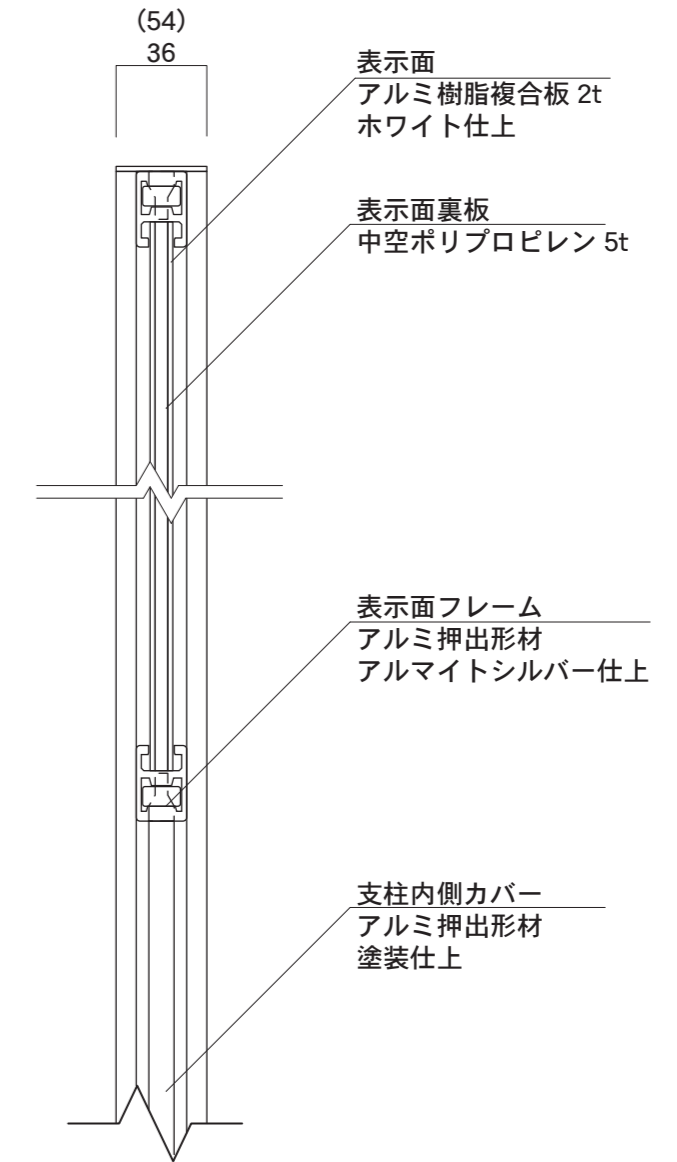 (54)
36
表示面
アルミ樹脂複合板 2t
ホワイト仕上
表示面裏板
中空ポリプロピレン 5t
表示面フレーム
アルミ押出形材
アルマイトシルバー仕上
支柱内側カバー
アルミ押出形材
塗装仕上